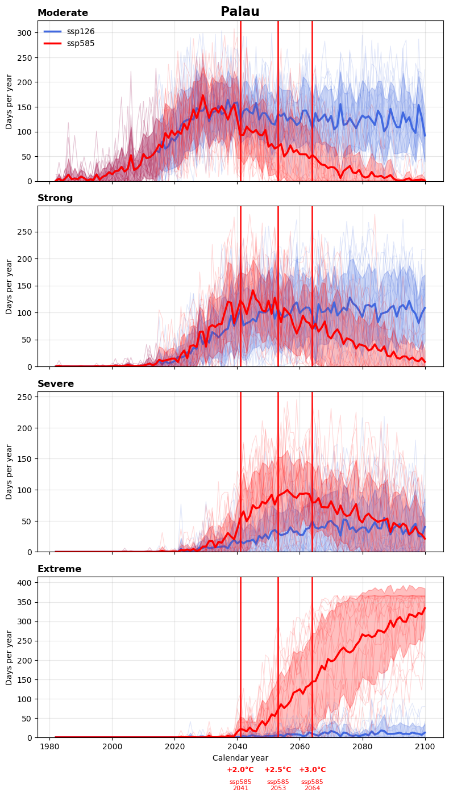 Palau
Moderate
ssp126
ssp585
Days per year
300
250
200
150
100
50
0
Strong
Days per year
250
200
150
100
50
0
Severe
Days per year
250
200
150
100
50
0
Extreme
Days per year
400
350
300
250
200
150
100
50
0
1980 2000 2020 2040 2060 2080 2100
Calendar year
+2.0°C +2.5°C +3.0°C
ssp585 ssp585 ssp585
2041 2053 2064